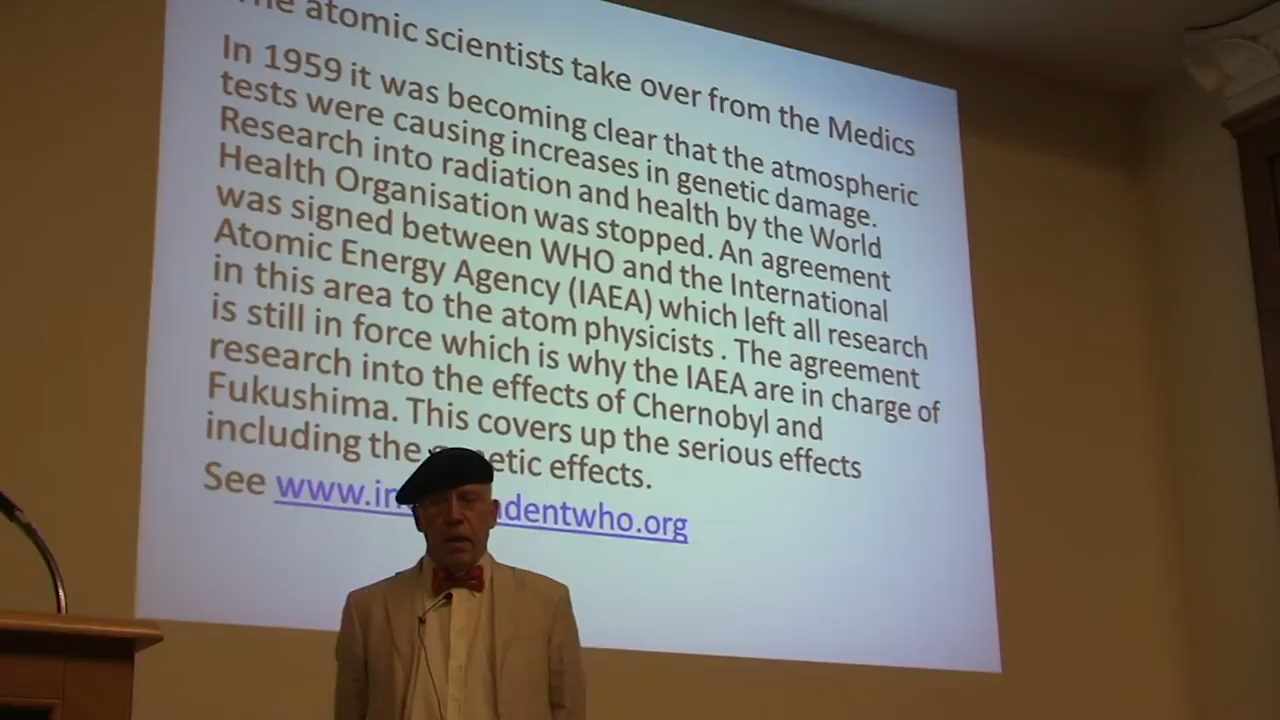 The atomic scientists take over from the Medics
In 1959 it was becoming clear that the atmospheric
tests were causing increases in genetic damage.
Research into radiation and health by the World
Health Organisation was stopped. An agreement
was signed between WHO and the International
Atomic Energy Agency (IAEA) which left all research
in this area to the atom physicists . The agreement
is still in force which is why the IAEA are in charge of
research into the effects of Chernobyl and
Fukushima. This covers up the serious effects
including the genetic effects.
See www.independentwho.org